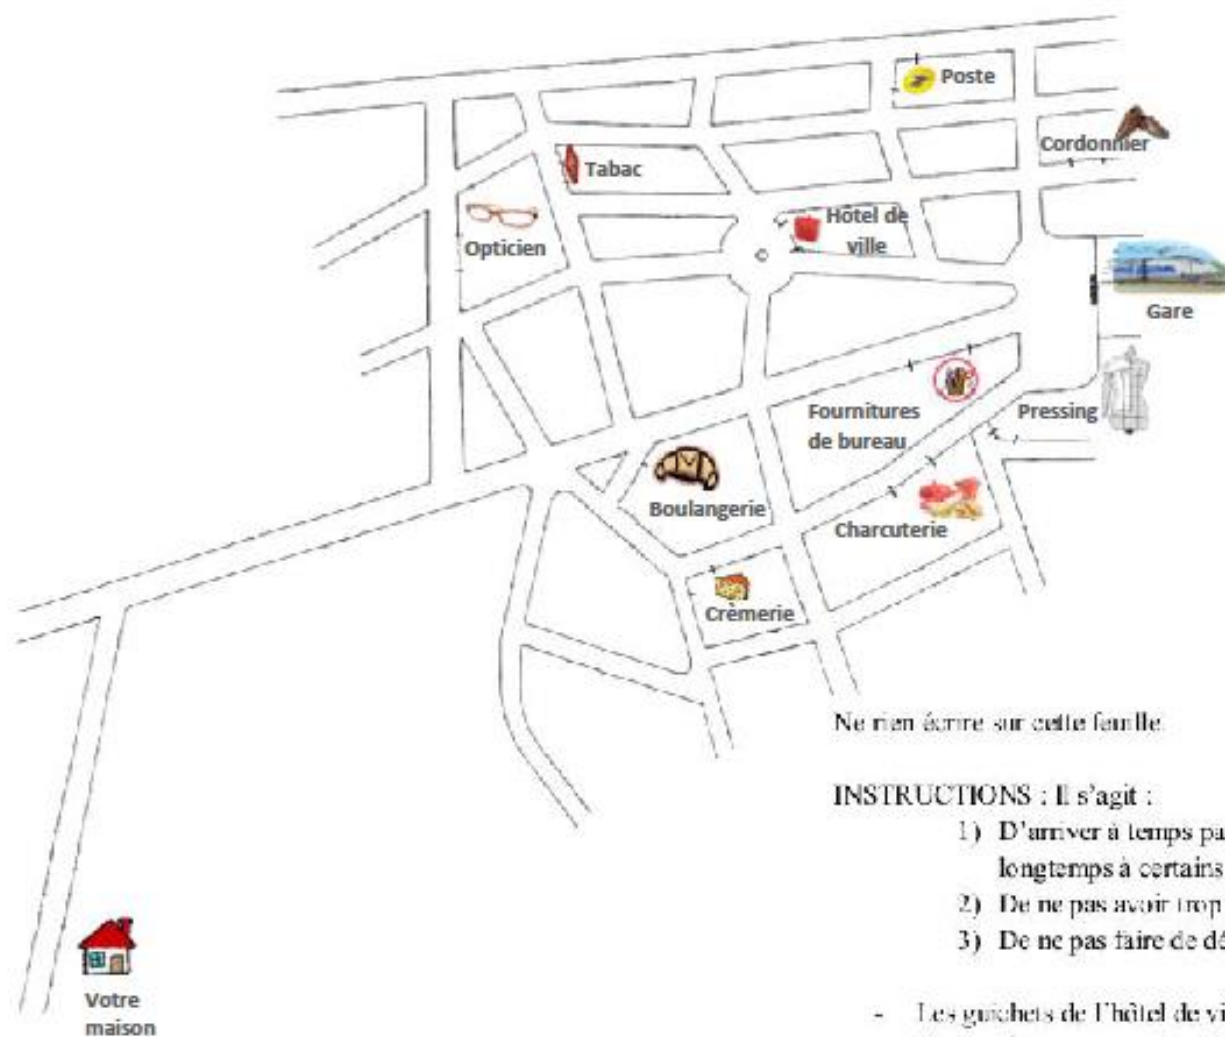 Poste
Cordonnier
Tabac
Hôtel de
ville
Opticien
©
Gare
Fournitures
de bureau
Pressing
Boulangerie
Charcuterie
Crèmerie
Ne rien écrire sur cette feuille.
INSTRUCTIONS : Il s'agit :
1) D'arriver à temps pa
longtemps à certains
2) De ne pas avoir trop
3) De ne pas faire de dé
- Les guichets de l'hôtel de vi
Votre
maison